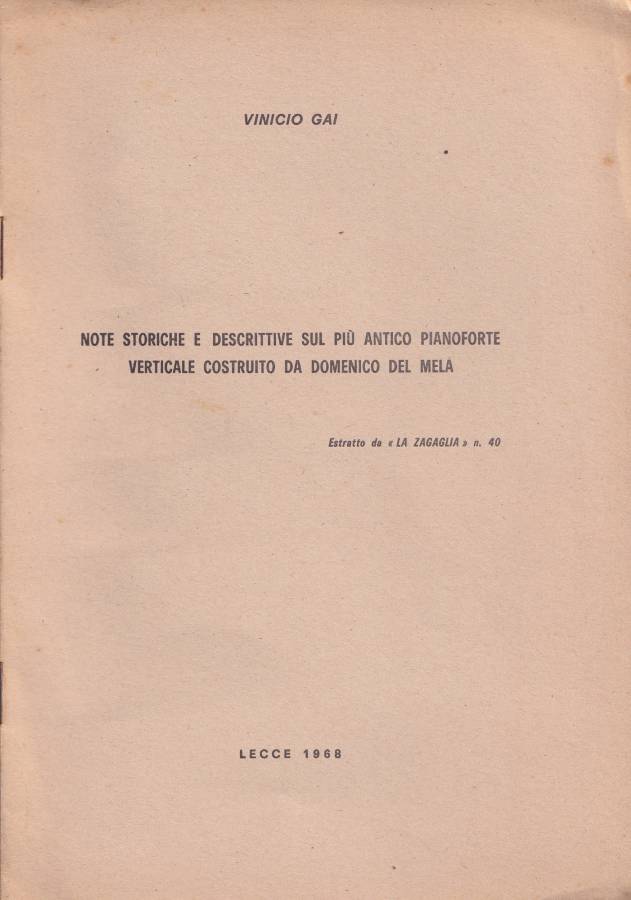 VINICIO GAI
NOTE STORICHE E DESCRITTIVE SUL PIÙ ANTICO PIANOFORTE
VERTICALE COSTRUITO DA DOMENICO DEL MELA
Estratto da « LA ZAGAGLIA » n. 40
LECCE 1968